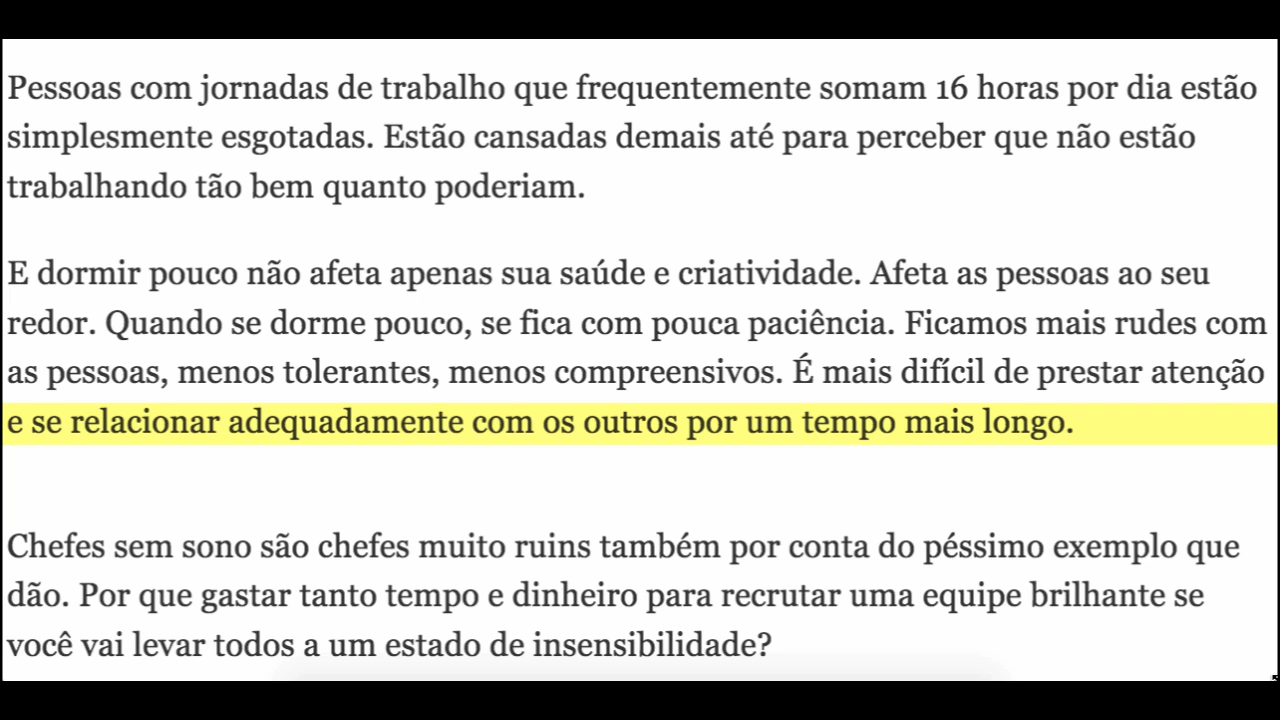 Pessoas com jornadas de trabalho que frequentemente somam 16 horas por dia estão
simplesmente esgotadas. Estão cansadas demais até para perceber que não estão
trabalhando tão bem quanto poderiam.
E dormir pouco não afeta apenas sua saúde e criatividade. Afeta as pessoas ao seu
redor. Quando se dorme pouco, se fica com pouca paciência. Ficamos mais rudes com
as pessoas, menos tolerantes, menos compreensivos. É mais difícil de prestar atenção
e se relacionar adequadamente com os outros por um tempo mais longo.
Chefes sem sono são chefes muito ruins também por conta do péssimo exemplo que
dão. Por que gastar tanto tempo e dinheiro para recrutar uma equipe brilhante se
você vai levar todos a um estado de insensibilidade?